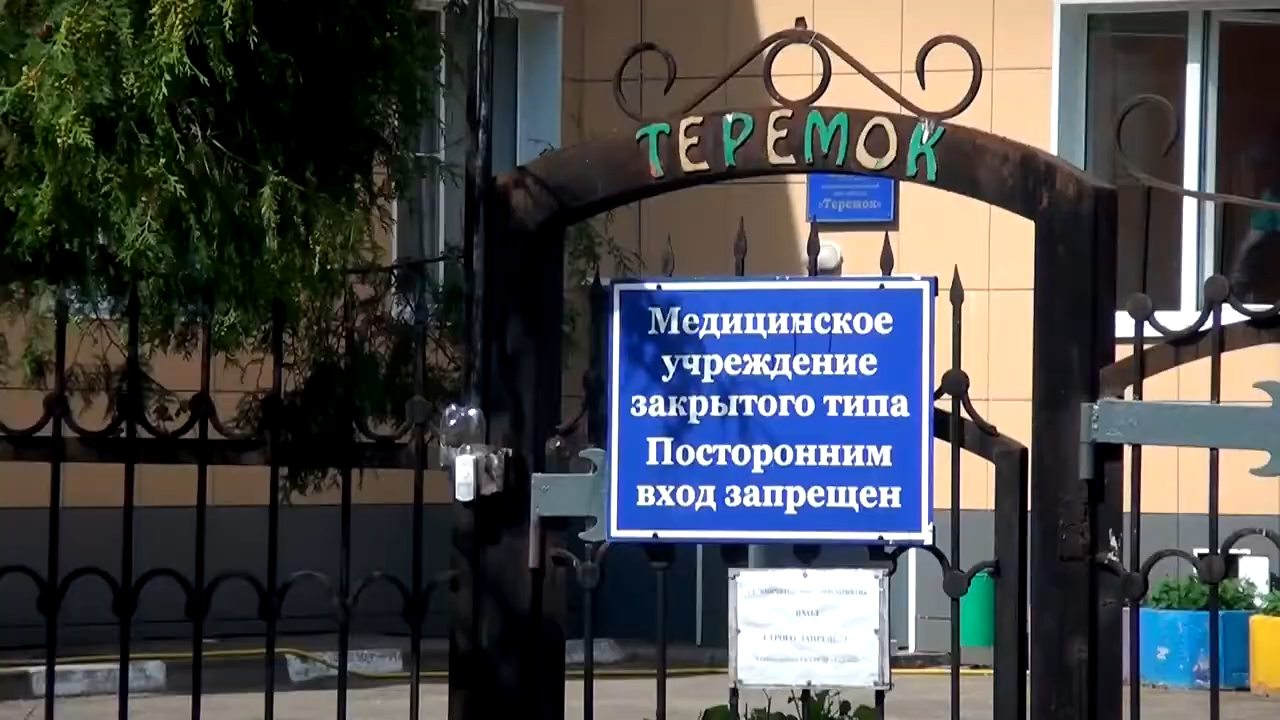 ТЕРЕМОК
«Теремок»
Медицинское
учреждение
закрытого типа
Посторонним
вход запрещен